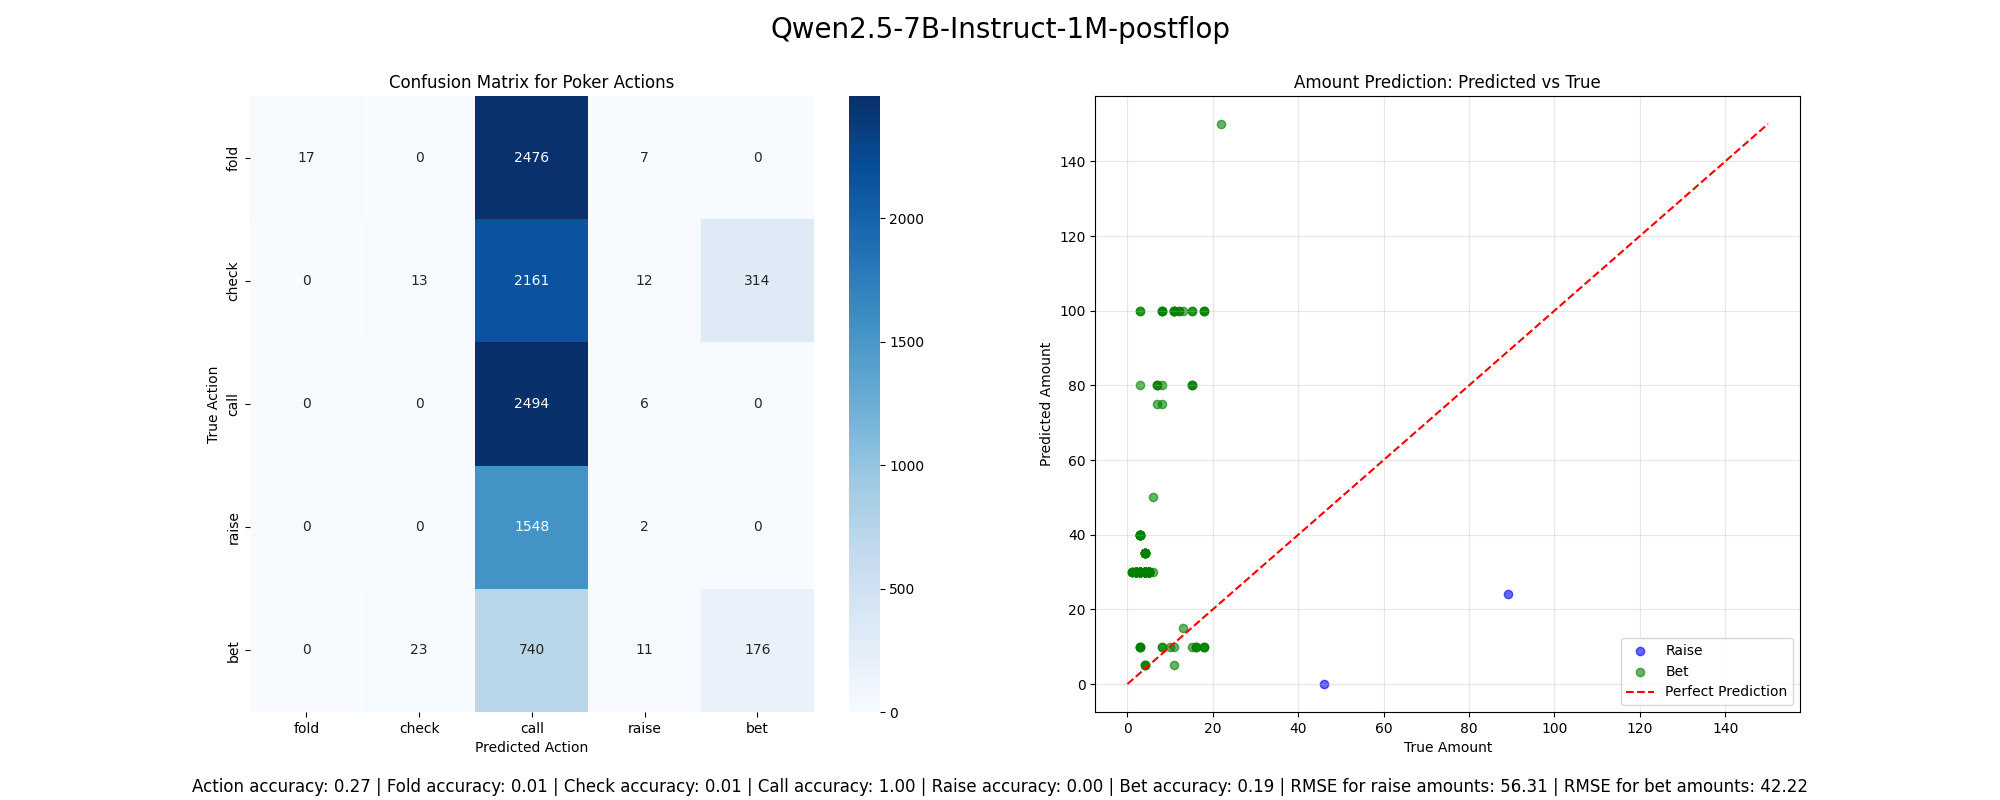 Qwen2.5-7B-Instruct-1M-postflop
Confusion Matrix for Poker Actions
True Action
fold
check
call
raise
bet
17 0 2476 7 0
0 13 2161 12 314
0 0 2494 6 0
0 0 1548 2 0
0 23 740 11 176
fold check call raise bet
Predicted Action
2000
1500
1000
500
0
Amount Prediction: Predicted vs True
Predicted Amount
140
120
100
80
60
40
20
0
0 20 40 60 80 100 120 140
True Amount
Raise
Bet
Perfect Prediction
Action accuracy: 0.27 | Fold accuracy: 0.01 | Check accuracy: 0.01 | Call accuracy: 1.00 | Raise accuracy: 0.00 | Bet accuracy: 0.19 | RMSE for raise amounts: 56.31 | RMSE for bet amounts: 42.22